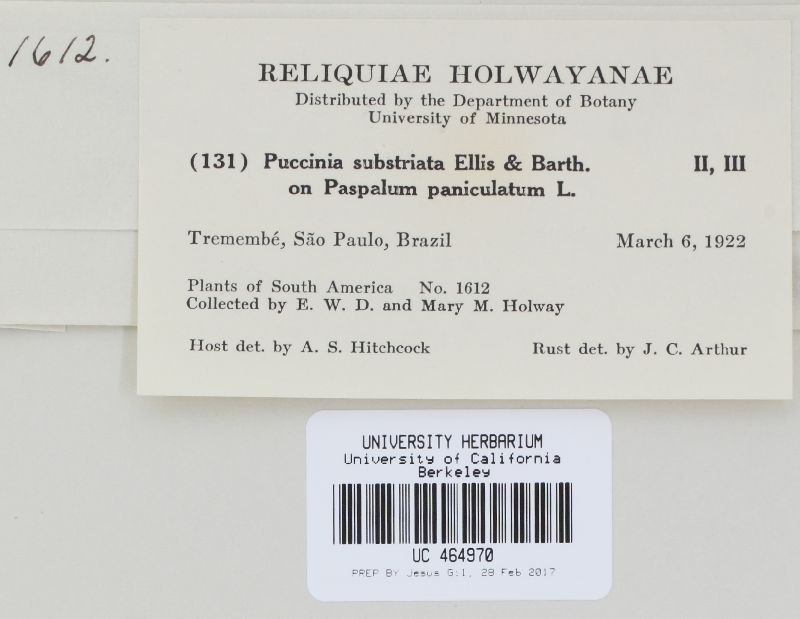 1612.
RELIQUIAE HOLWAYANAE
Distributed by the Department of Botany
University of Minnesota
(131) Puccinia substriata Ellis & Barth. II, III
on Paspalum paniculatum L.
Tremembé, São Paulo, Brazil March 6, 1922
Plants of South America No. 1612
Collected by E. W. D. and Mary M. Holway
Host det. by A. S. Hitchcock Rust det. by J. C. Arthur
UNIVERSITY HERBARIUM
University of California
Berkeley
UC 464970
PREP BY Jesus Gil, 28 Feb 2017